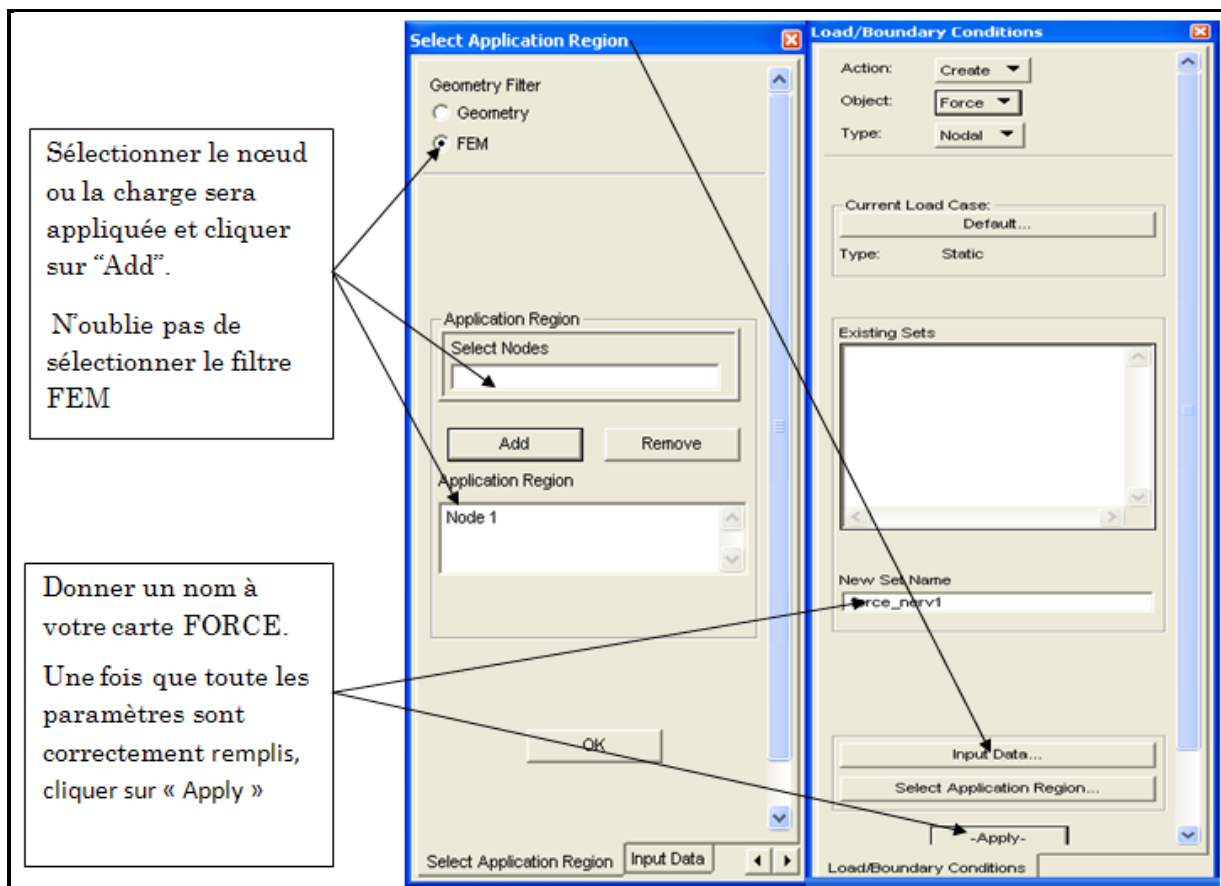 Sélectionner le nœud
ou la charge sera
appliquée et cliquer
sur “Add”.
N'oublie pas de
sélectionner le filtre
FEM
Donner un nom à
votre carte FORCE.
Une fois que toute les
paramètres sont
correctement remplis,
cliquer sur « Apply »
Select Application Region
Geometry Filter
Geometry
FEM
Application Region
Select Nodes
Add
Remove
Application Region
Node 1
OK
Select Application Region
Input Data
Load/Boundary Conditions
Action:
Create
Object:
Force
Type:
Nodal
Current Load Case:
Default...
Type:
Static
Existing Sets
New Set Name
force_nerv1
Input Data...
Select Application Region...
-Apply-
Load/Boundary Conditions